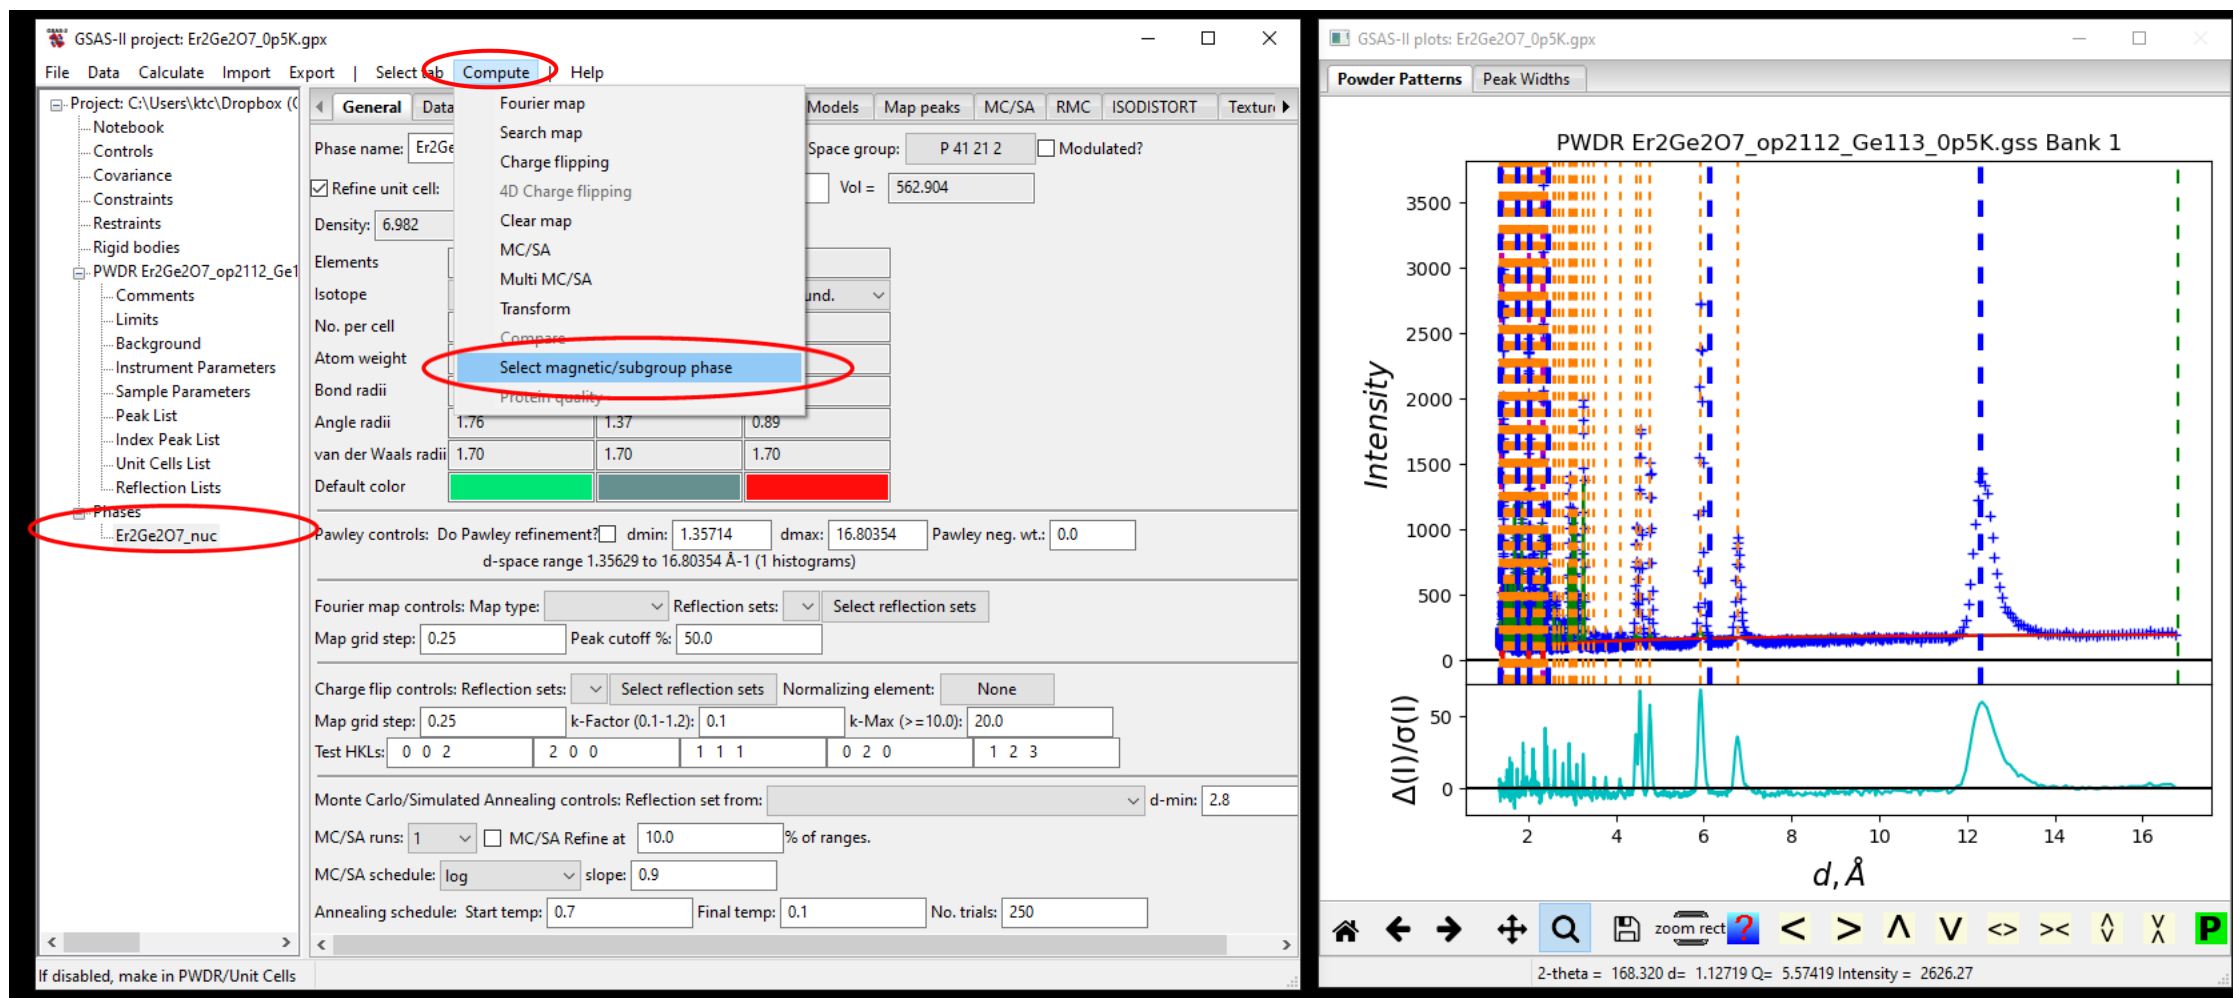 GSAS-II project: Er2Ge2O7_0p5K.gpx
File Data Calculate Import Export | Select tab Compute | Help
Project: C:\Users\ktc\Dropbox (
Notebook
Controls
Covariance
Constraints
Restraints
Rigid bodies
PWDR Er2Ge2O7_op2112_Ge1
Comments
Limits
Background
Instrument Parameters
Sample Parameters
Peak List
Index Peak List
Unit Cells List
Reflection Lists
Phases
Er2Ge2O7_nuc
General Data Models Map peaks MC/SA RMC ISODISTORT Texture
Fourier map
Search map
Charge flipping
4D Charge flipping
Clear map
MC/SA
Multi MC/SA
Transform
Compare
Select magnetic/subgroup phase
Protein quality
Phase name: Er2Ge Space group: P 41 21 2 Modulated?
Refine unit cell: Vol = 562.904
Density: 6.982
Elements
Isotope und.
No. per cell
Atom weight
Bond radii
Angle radii 1.76 1.37 0.89
van der Waals radii 1.70 1.70 1.70
Default color
Pawley controls: Do Pawley refinement? dmin: 1.35714 dmax: 16.80354 Pawley neg. wt.: 0.0
d-space range 1.35629 to 16.80354 Å-1 (1 histograms)
Fourier map controls: Map type: Reflection sets: Select reflection sets
Map grid step: 0.25 Peak cutoff %: 50.0
Charge flip controls: Reflection sets: Select reflection sets Normalizing element: None
Map grid step: 0.25 k-Factor (0.1-1.2): 0.1 k-Max (>=10.0): 20.0
Test HKLs: 0 0 2 2 0 0 1 1 1 0 2 0 1 2 3
Monte Carlo/Simulated Annealing controls: Reflection set from: d-min: 2.8
MC/SA runs: 1 MC/SA Refine at 10.0 % of ranges.
MC/SA schedule: log slope: 0.9
Annealing schedule: Start temp: 0.7 Final temp: 0.1 No. trials: 250
If disabled, make in PWDR/Unit Cells
GSAS-II plots: Er2Ge2O7_0p5K.gpx
Powder Patterns Peak Widths
PWDR Er2Ge2O7_op2112_Ge113_0p5K.gss Bank 1
Intensity
3500
3000
2500
2000
1500
1000
500
0
Δ(I)/σ(I)
50
0
2 4 6 8 10 12 14 16
d, Å
zoom rect ? < > Λ V <> >< P
2-theta = 168.320 d= 1.12719 Q= 5.57419 Intensity = 2626.27